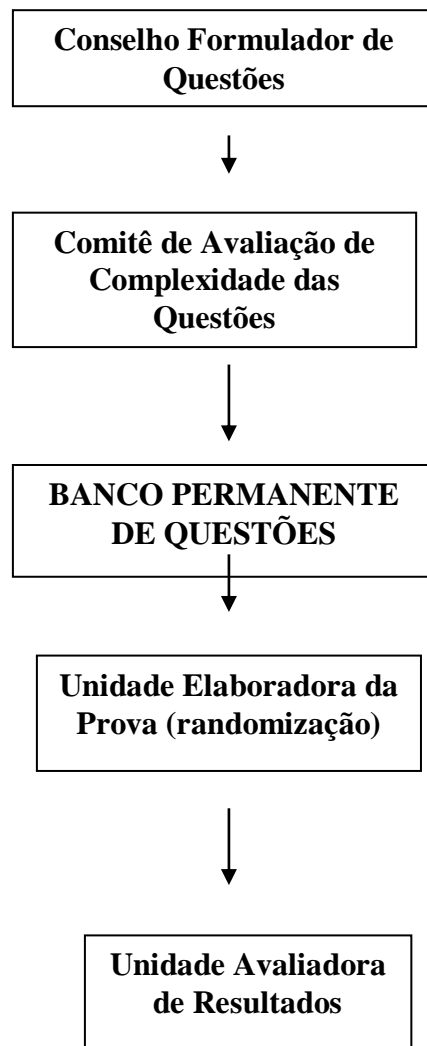 Conselho Formulador de
Questões
Comitê de Avaliação de
Complexidade das
Questões
BANCO PERMANENTE
DE QUESTÕES
Unidade Elaboradora da
Prova (randomização)
Unidade Avaliadora
de Resultados